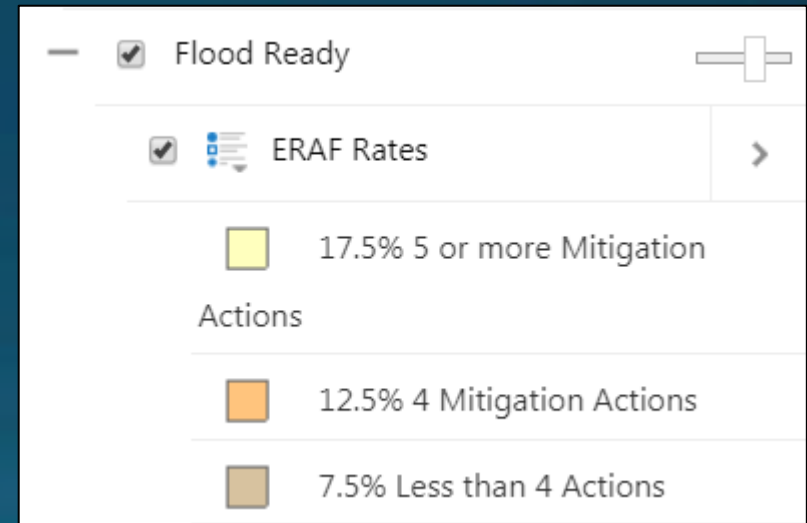 Flood Ready
ERAF Rates
17.5% 5 or more Mitigation
Actions
12.5% 4 Mitigation Actions
7.5% Less than 4 Actions